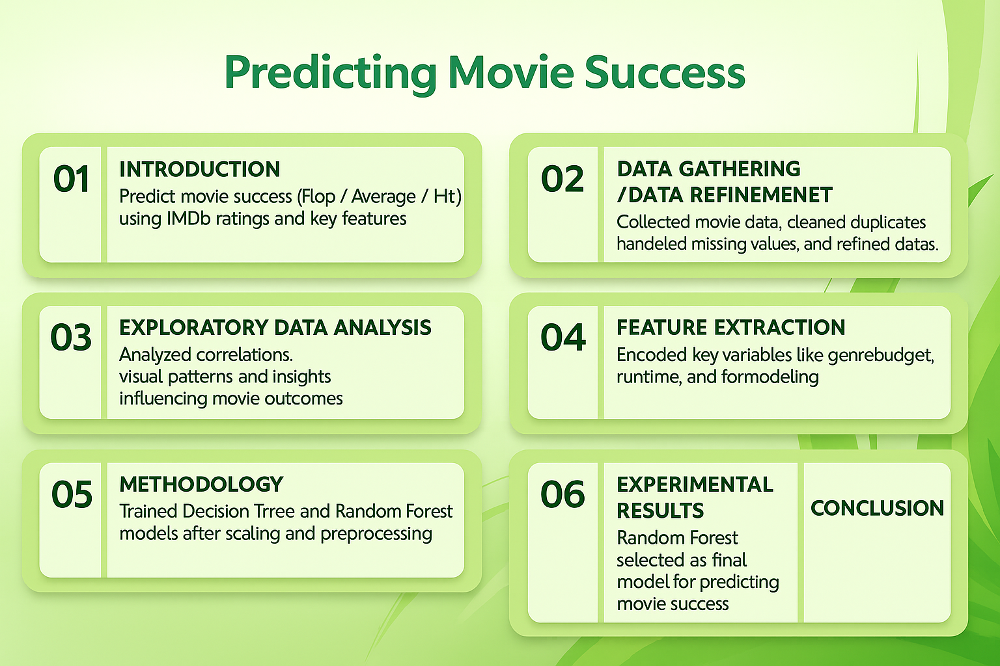 Predicting Movie Success
01
INTRODUCTION
Predict movie success (Flop / Average / Ht)
using IMDb ratings and key features
02
DATA GATHERING
/DATA REFINEMENET
Collected movie data, cleaned duplicates
handeled missing values, and refined datas.
03
EXPLORATORY DATA ANALYSIS
Analyzed correlations.
visual patterns and insights
influencing movie outcomes
04
FEATURE EXTRACTION
Encoded key variables like genrebudget,
runtime, and formodeling
05
METHODOLOGY
Trained Decision Trree and Random Forest
models after scaling and preprocessing
06
EXPERIMENTAL
RESULTS
Random Forest
selected as final
model for predicting
movie success
CONCLUSION